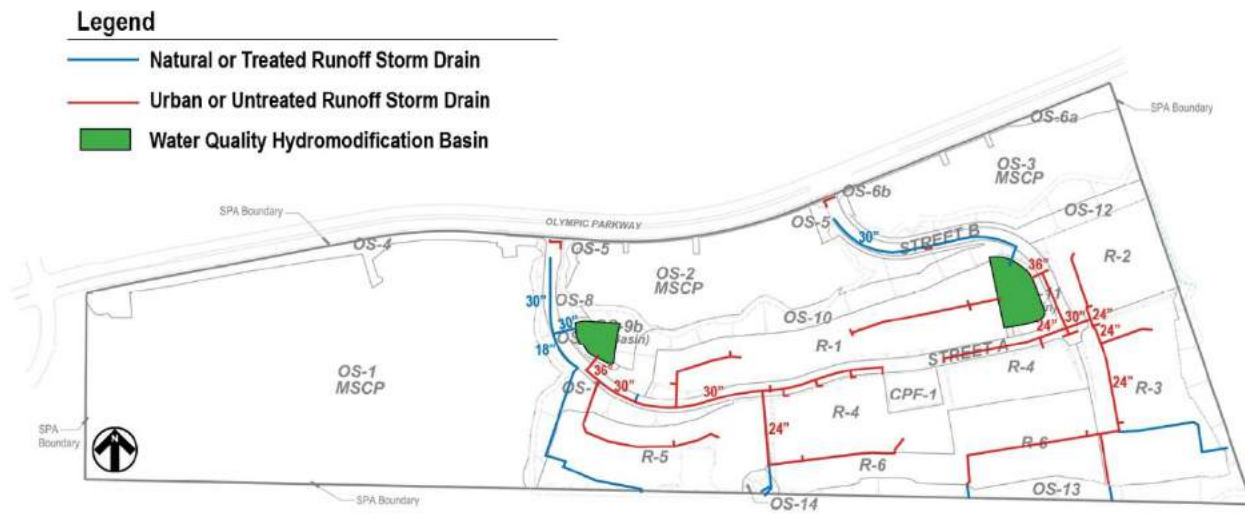 Legend
Natural or Treated Runoff Storm Drain
Urban or Untreated Runoff Storm Drain
Water Quality Hydromodification Basin
SPA Boundary
OS-6a
OS-3
MSCP
OS-6b
SPA Boundary
OS-5
OS-12
OLYMPIC PARKWAY
OS-4
OS-5
30"
STREET B
R-2
OS-2
MSCP
36"
30"
OS-8
OS-10
30"
9b
24"
30"
24"
24"
18"
R-1
STREET A
OS-1
MSCP
36"
R-4
30"
30"
CPF-1
24"
R-3
R-4
24"
SPA
Boundary
N
R-5
R-6
R-6
OS-13
SPA Boundary
OS-14